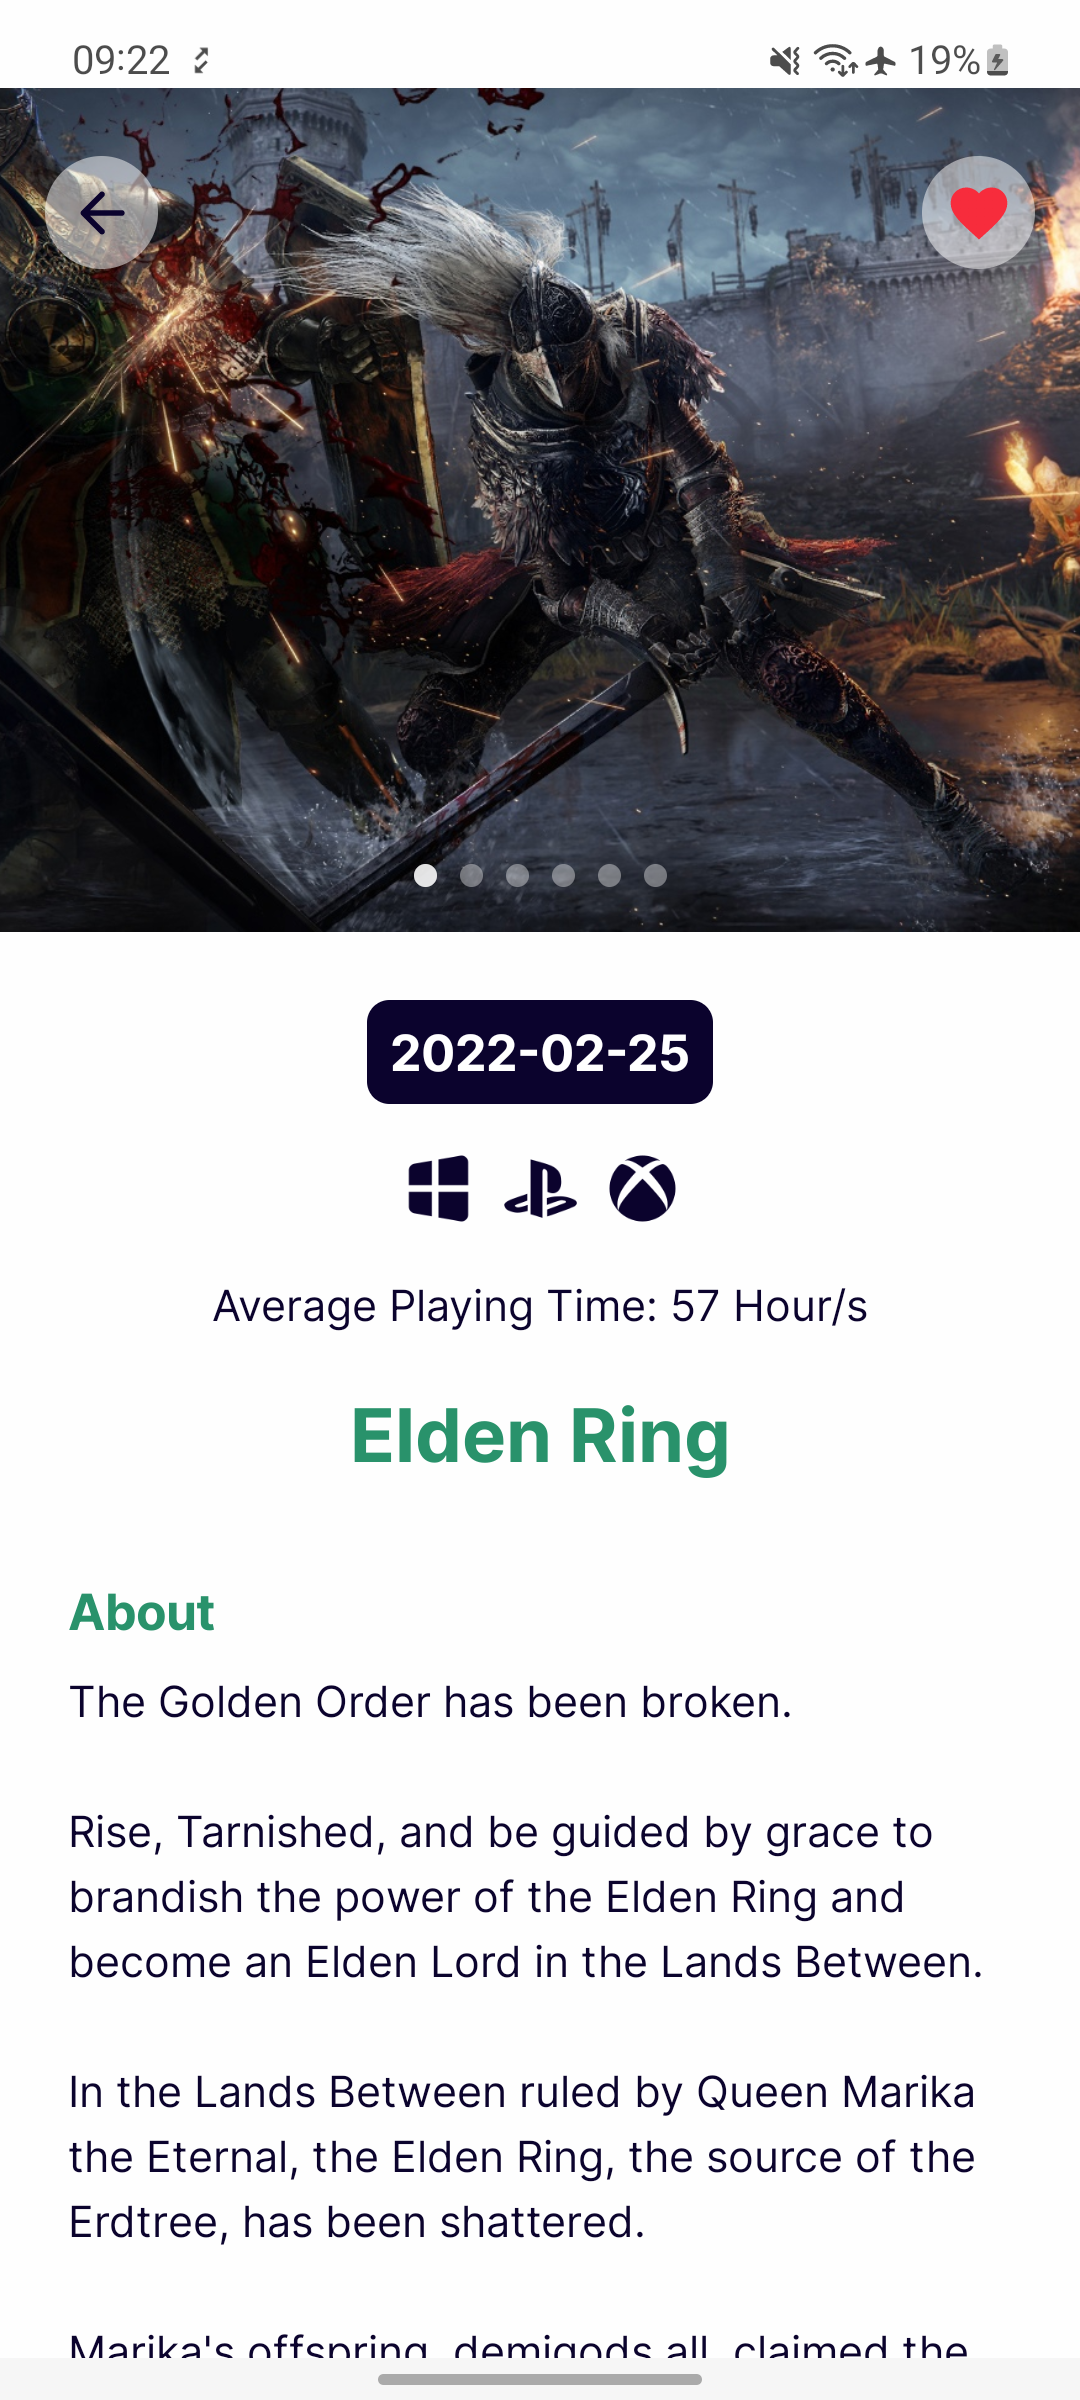 09:22
19%
2022-02-25
Average Playing Time: 57 Hour/s
Elden Ring
About
The Golden Order has been broken.
Rise, Tarnished, and be guided by grace to
brandish the power of the Elden Ring and
become an Elden Lord in the Lands Between.
In the Lands Between ruled by Queen Marika
the Eternal, the Elden Ring, the source of the
Erdtree, has been shattered.
Marika's offspring, demigods all, claimed the